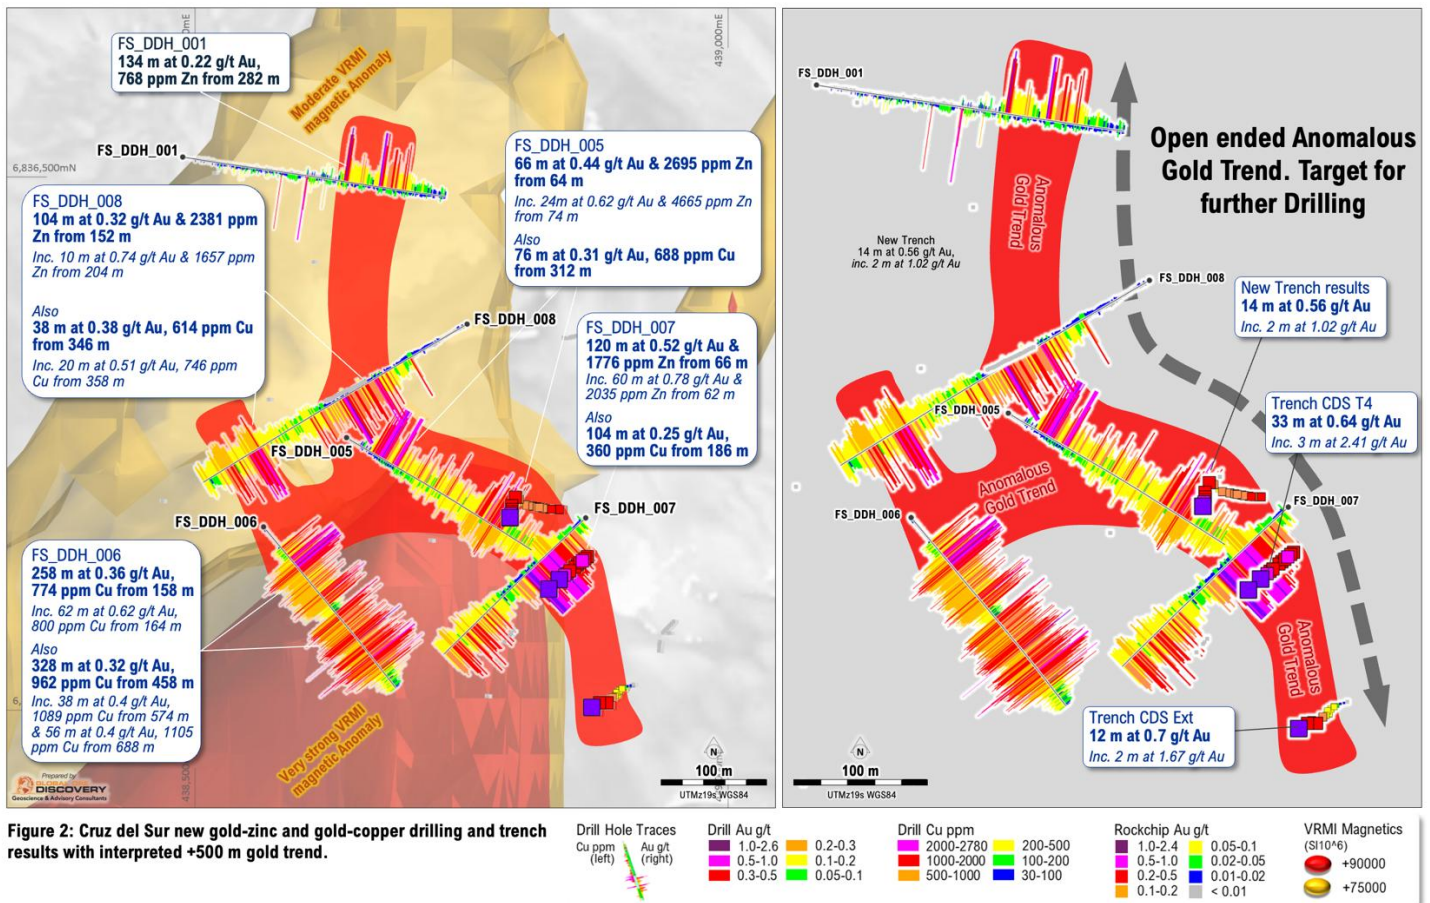 FS_DDH_001
134 m at 0.22 g/t Au,
768 ppm Zn from 282 m
Moderate VRMI
magnetic Anomaly
439,000mE
6,836,500mN
FS_DDH_001
FS_DDH_005
66 m at 0.44 g/t Au & 2695 ppm Zn
from 64 m
Inc. 24m at 0.62 g/t Au & 4665 ppm Zn
from 74 m
Also
76 m at 0.31 g/t Au, 688 ppm Cu
from 312 m
FS_DDH_008
104 m at 0.32 g/t Au & 2381 ppm
Zn from 152 m
Inc. 10 m at 0.74 g/t Au & 1657 ppm
Zn from 204 m
Also
38 m at 0.38 g/t Au, 614 ppm Cu
from 346 m
Inc. 20 m at 0.51 g/t Au, 746 ppm
Cu from 358 m
FS_DDH_008
FS_DDH_007
120 m at 0.52 g/t Au &
1776 ppm Zn from 66 m
Inc. 60 m at 0.78 g/t Au &
2035 ppm Zn from 62 m
Also
104 m at 0.25 g/t Au,
360 ppm Cu from 186 m
FS_DDH_005
FS_DDH_006
FS_DDH_007
FS_DDH_006
258 m at 0.36 g/t Au,
774 ppm Cu from 158 m
Inc. 62 m at 0.62 g/t Au,
800 ppm Cu from 164 m
Also
328 m at 0.32 g/t Au,
962 ppm Cu from 458 m
Inc. 38 m at 0.4 g/t Au,
1089 ppm Cu from 574 m
& 56 m at 0.4 g/t Au, 1105
ppm Cu from 688 m
Very strong VRMI
magnetic Anomaly
Prepared by
DISCOVERY
Geoscience & Advisory Consultants
N
100 m
UTMz19s WGS84
FS_DDH_001
Open ended Anomalous
Gold Trend. Target for
further Drilling
Anomalous
Gold Trend
New Trench
14 m at 0.56 g/t Au,
inc. 2 m at 1.02 g/t Au
FS_DDH_008
New Trench results
14 m at 0.56 g/t Au
Inc. 2 m at 1.02 g/t Au
Trench CDS T4
33 m at 0.64 g/t Au
Inc. 3 m at 2.41 g/t Au
FS_DDH_005
Anomalous
Gold Trend
FS_DDH_006
FS_DDH_007
Anomalous
Gold Trend
Trench CDS Ext
12 m at 0.7 g/t Au
Inc. 2 m at 1.67 g/t Au
N
100 m
UTMz19s WGS84
Figure 2: Cruz del Sur new gold-zinc and gold-copper drilling and trench
results with interpreted +500 m gold trend.
Drill Hole Traces
Cu ppm (left)
Au g/t (right)
Drill Au g/t
1.0-2.6
0.5-1.0
0.3-0.5
0.2-0.3
0.1-0.2
0.05-0.1
Drill Cu ppm
2000-2780
1000-2000
500-1000
200-500
100-200
30-100
Rockchip Au g/t
1.0-2.4
0.5-1.0
0.2-0.5
0.1-0.2
0.05-0.1
0.02-0.05
0.01-0.02
< 0.01
VRMI Magnetics
(SI10^6)
+90000
+75000